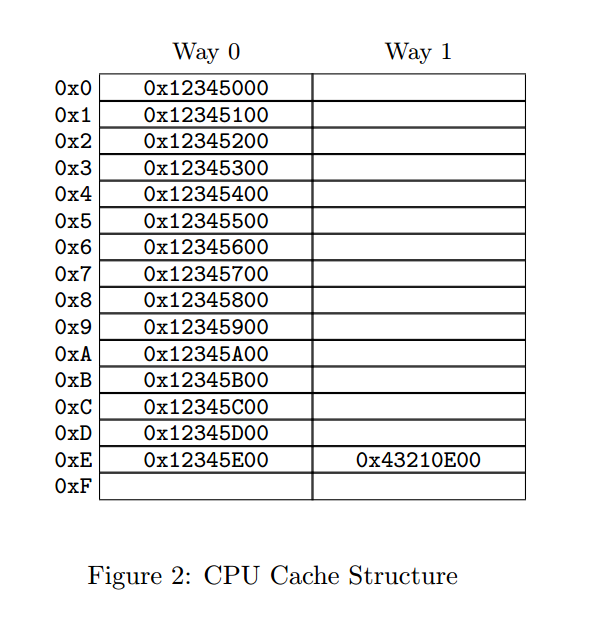 Way 0 Way 1
0x0 0x12345000
0x1 0x12345100
0x2 0x12345200
0x3 0x12345300
0x4 0x12345400
0x5 0x12345500
0x6 0x12345600
0x7 0x12345700
0x8 0x12345800
0x9 0x12345900
0xA 0x12345A00
0xB 0x12345B00
0xC 0x12345C00
0xD 0x12345D00
0xE 0x12345E00 0x43210E00
0xF
Figure 2: CPU Cache Structure